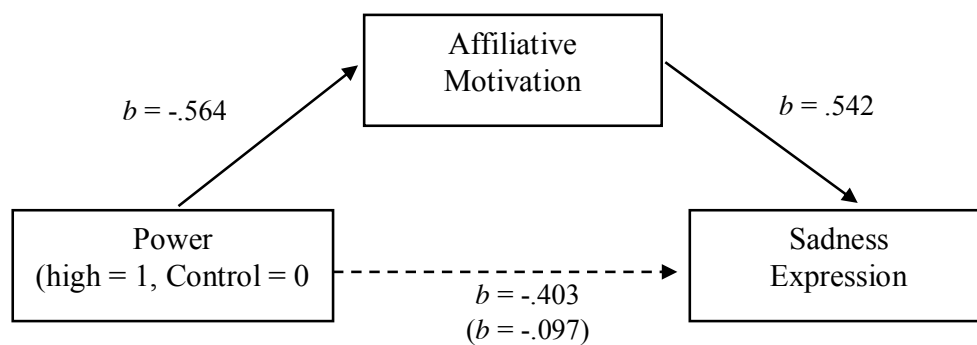 Affiliative
Motivation
b = -.564
b = .542
Power
(high = 1, Control = 0
Sadness
Expression
b = -.403
(b = -.097)